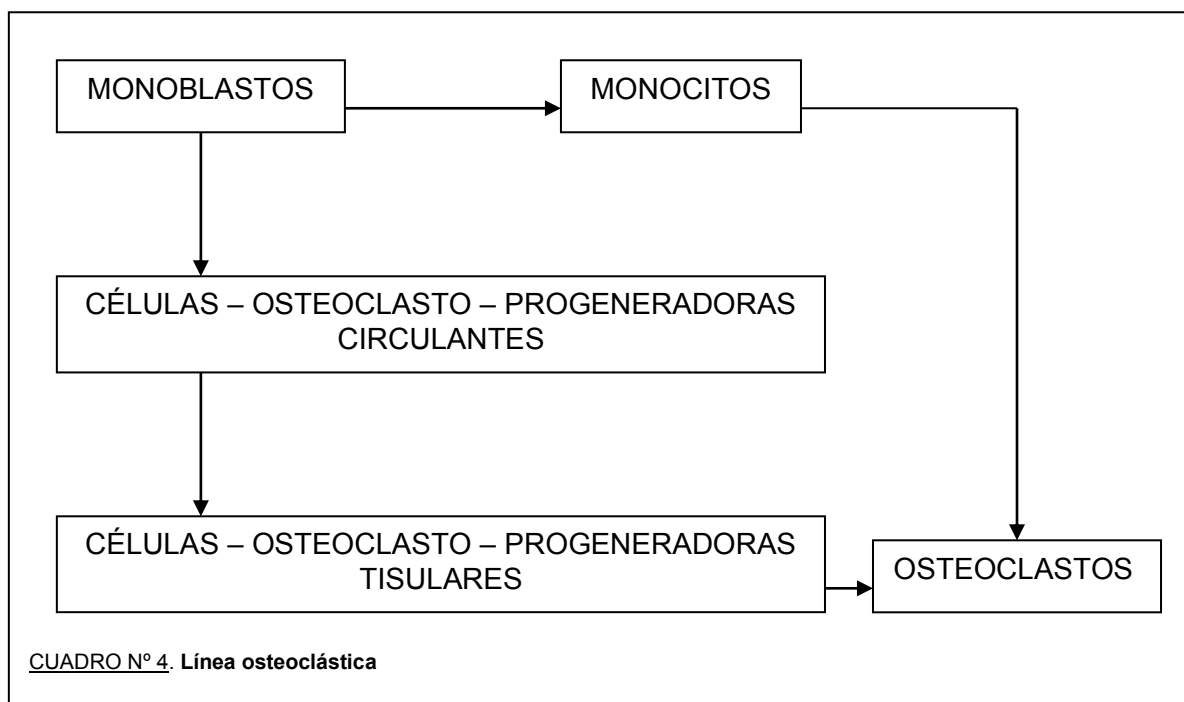 MONOBLASTOS
MONOCITOS
CÉLULAS – OSTEOCLASTO – PROGENERADORAS
CIRCULANTES
CÉLULAS – OSTEOCLASTO – PROGENERADORAS
TISULARES
OSTEOCLASTOS
CUADRO Nº 4. Línea osteoclástica